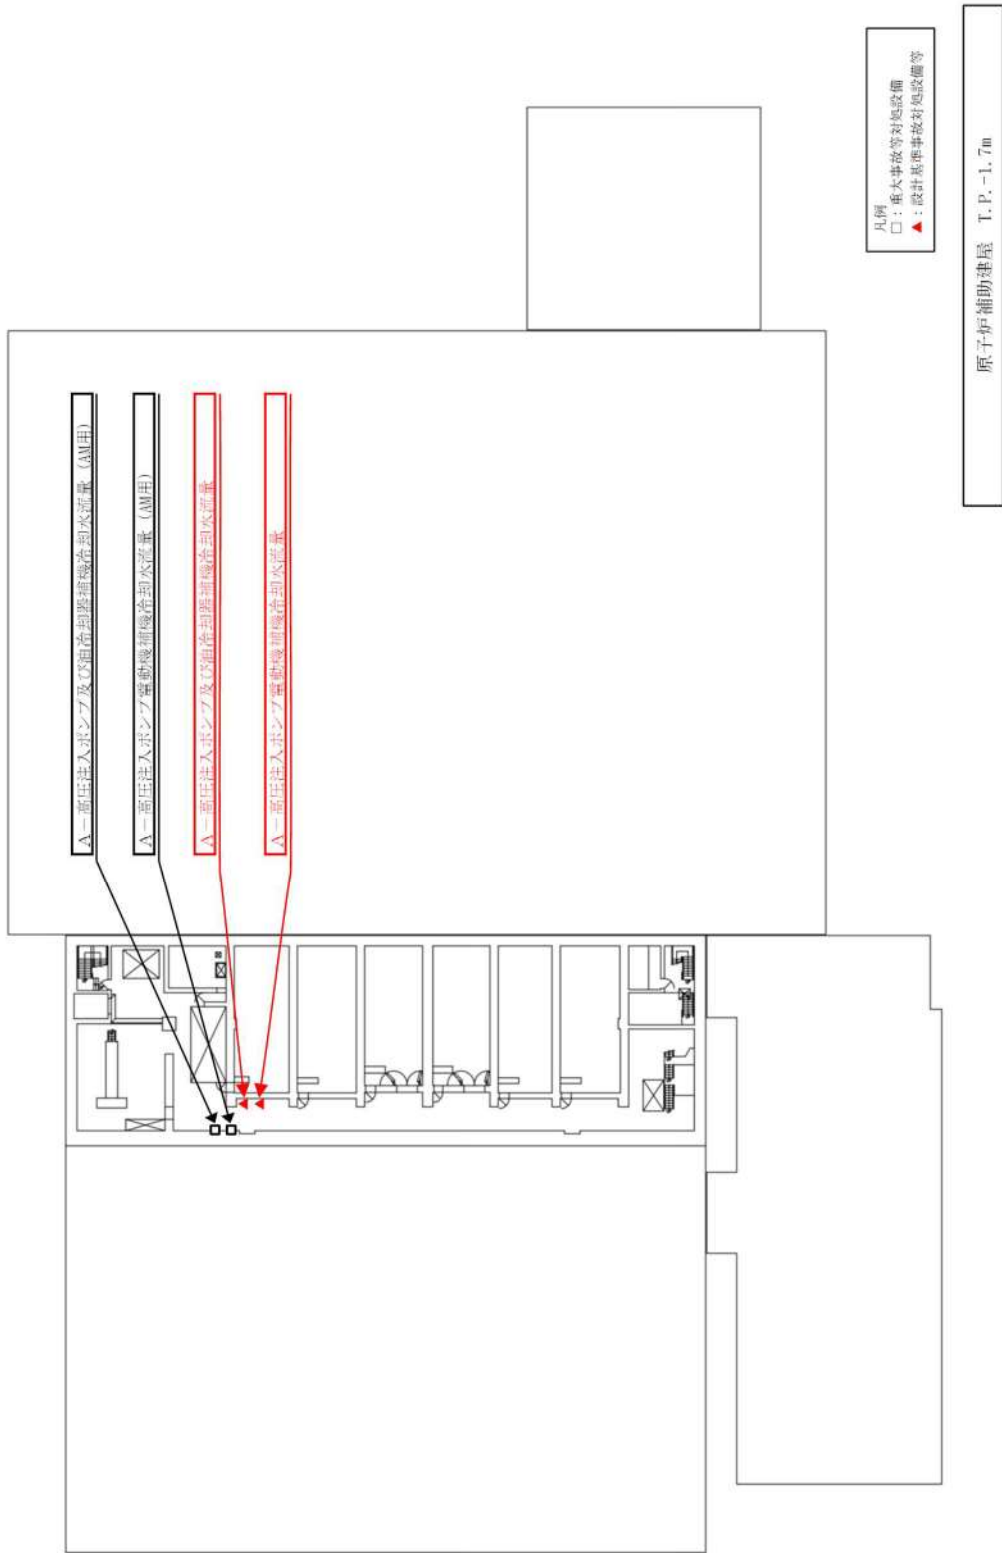 A-高圧注入ポンプ及び油冷却器補機冷却水流量 (AM用)
A-高圧注入ポンプ電動機補機冷却水流量 (AM用)
A-高圧注入ポンプ及び油冷却器補機冷却水流量
A-高圧注入ポンプ電動機補機冷却水流量
凡例
□:重大事故等対処設備
▲:設計基準事故対処設備等
原子炉補助建屋 T.P.-1.7m